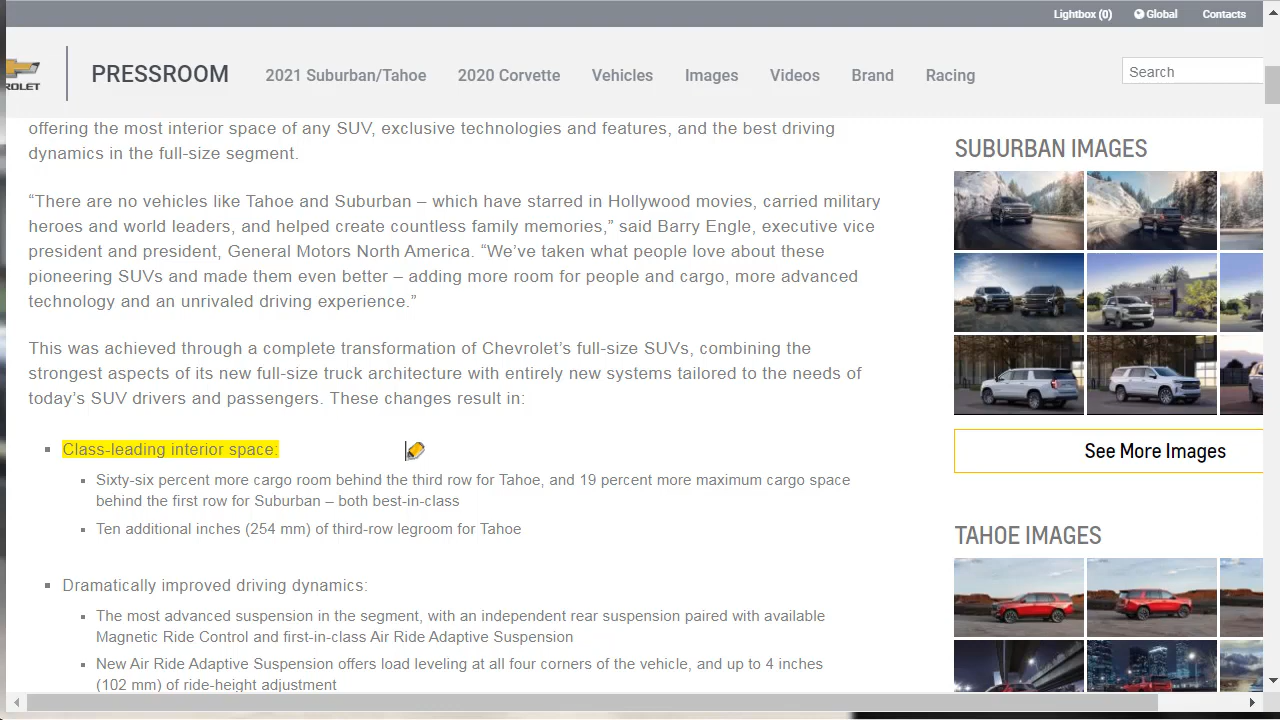 Lightbox (0) Global Contacts
ROLET
PRESSROOM
2021 Suburban/Tahoe 2020 Corvette Vehicles Images Videos Brand Racing
Search
offering the most interior space of any SUV, exclusive technologies and features, and the best driving
dynamics in the full-size segment.
“There are no vehicles like Tahoe and Suburban – which have starred in Hollywood movies, carried military
heroes and world leaders, and helped create countless family memories,” said Barry Engle, executive vice
president and president, General Motors North America. “We’ve taken what people love about these
pioneering SUVs and made them even better – adding more room for people and cargo, more advanced
technology and an unrivaled driving experience.”
This was achieved through a complete transformation of Chevrolet’s full-size SUVs, combining the
strongest aspects of its new full-size truck architecture with entirely new systems tailored to the needs of
today’s SUV drivers and passengers. These changes result in:
Class-leading interior space:
Sixty-six percent more cargo room behind the third row for Tahoe, and 19 percent more maximum cargo space
behind the first row for Suburban – both best-in-class
Ten additional inches (254 mm) of third-row legroom for Tahoe
Dramatically improved driving dynamics:
The most advanced suspension in the segment, with an independent rear suspension paired with available
Magnetic Ride Control and first-in-class Air Ride Adaptive Suspension
New Air Ride Adaptive Suspension offers load leveling at all four corners of the vehicle, and up to 4 inches
(102 mm) of ride-height adjustment
SUBURBAN IMAGES
See More Images
TAHOE IMAGES